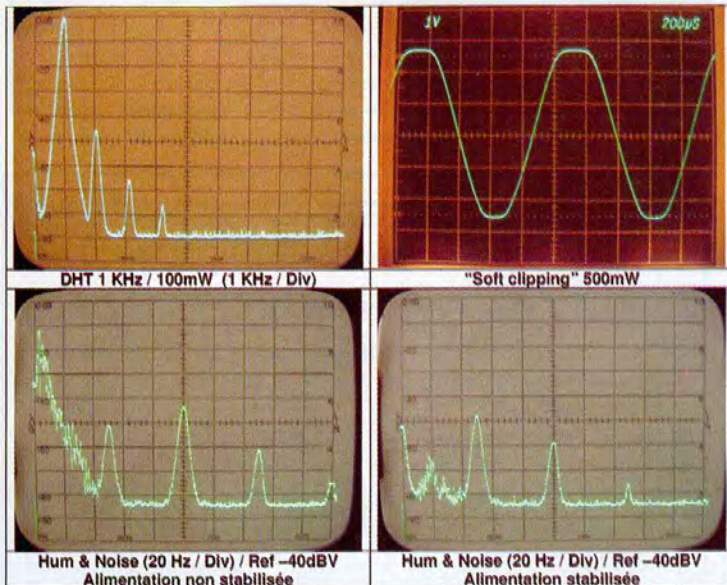 1V 200µS
DHT 1 KHz / 100mW (1 KHz / Div)
"Soft clipping" 500mW
Hum & Noise (20 Hz / Div) / Ref –40dBV
Alimentation non stabilisée
Hum & Noise (20 Hz / Div) / Ref –40dBV
Alimentation stabilisée